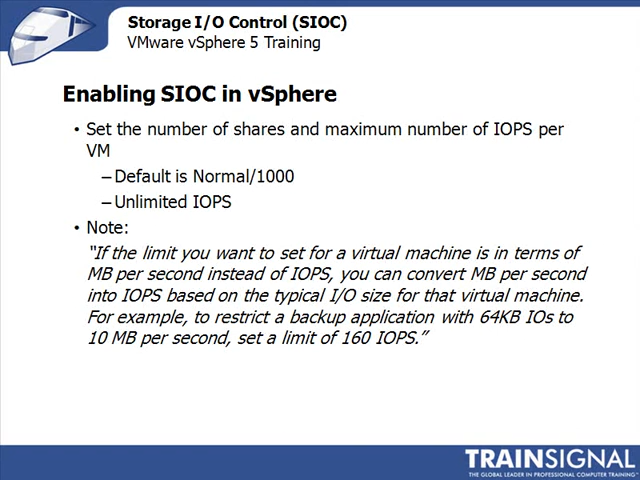 Storage I/O Control (SIOC)
VMware vSphere 5 Training
Enabling SIOC in vSphere
• Set the number of shares and maximum number of IOPS per
VM
– Default is Normal/1000
– Unlimited IOPS
• Note:
“If the limit you want to set for a virtual machine is in terms of
MB per second instead of IOPS, you can convert MB per second
into IOPS based on the typical I/O size for that virtual machine.
For example, to restrict a backup application with 64KB IOs to
10 MB per second, set a limit of 160 IOPS.”
TRAINSIGNAL
THE GLOBAL LEADER IN PROFESSIONAL COMPUTER TRAINING